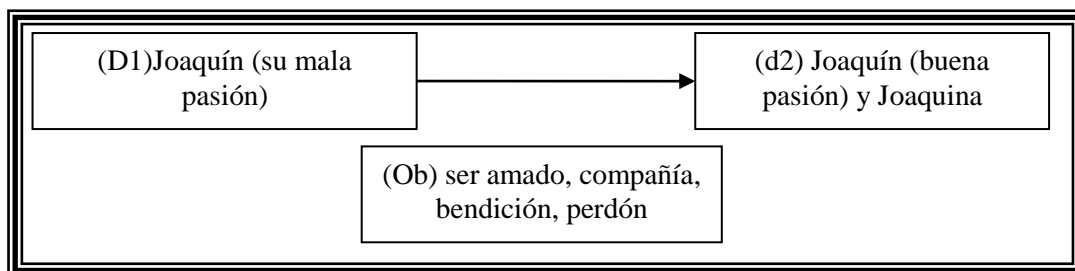 (D1)Joaquín (su mala
pasión)
(d2) Joaquín (buena
pasión) y Joaquina
(Ob) ser amado, compañía,
bendición, perdón